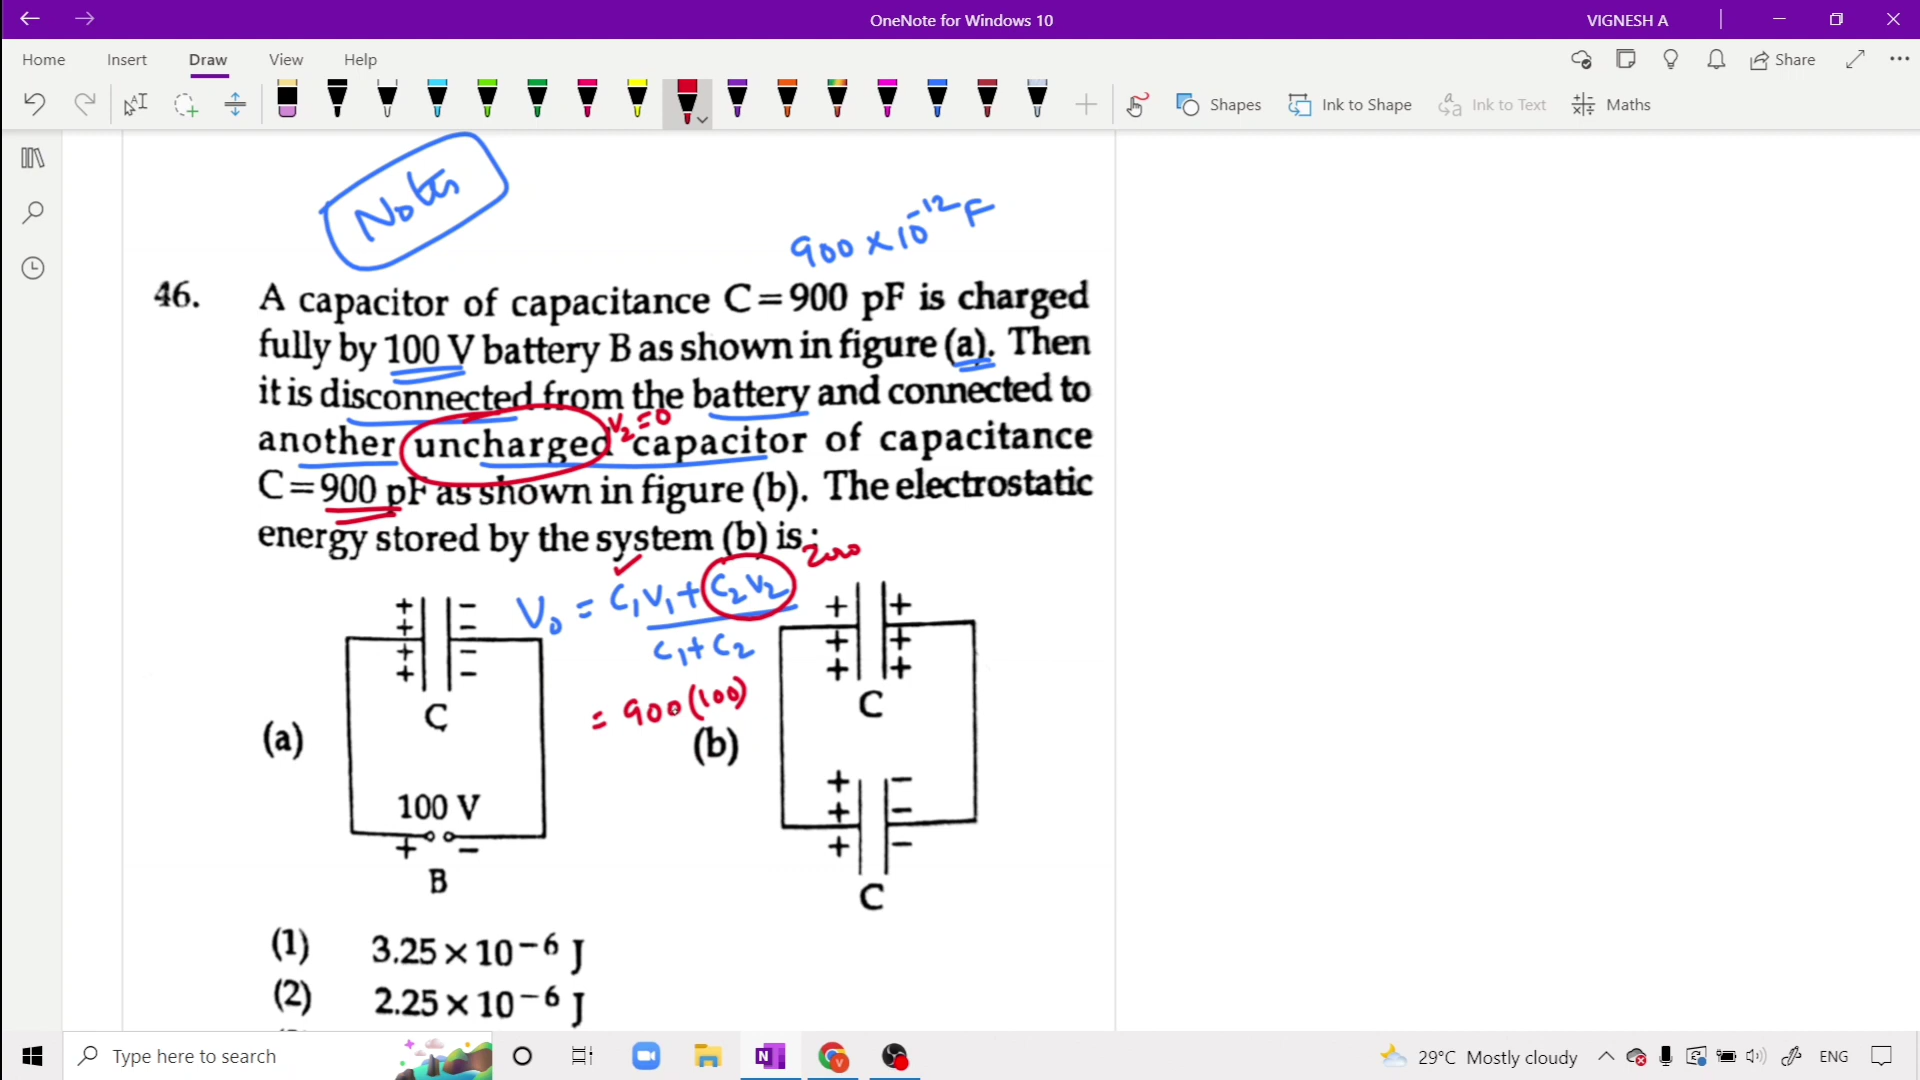 OneNote for Windows 10
VIGNESH A
Home Insert Draw View Help
Share
Shapes Ink to Shape Ink to Text Maths
Notes
900 × 10⁻¹² F
46. A capacitor of capacitance C = 900 pF is charged
fully by 100 V battery B as shown in figure (a). Then
it is disconnected from the battery and connected to
V₂ = 0
another uncharged capacitor of capacitance
C = 900 pF as shown in figure (b). The electrostatic
energy stored by the system (b) is :
zero
V₀ = C₁V₁ + C₂V₂
C₁ + C₂
= 900 (100)
(a)
+ + + +
− − − −
C
100 V
+ −
B
(b)
+ + +
+ + +
C
+ + +
− − −
C
(1) 3.25 × 10⁻⁶ J
(2) 2.25 × 10⁻⁶ J
Type here to search
N
V
29°C Mostly cloudy
ENG